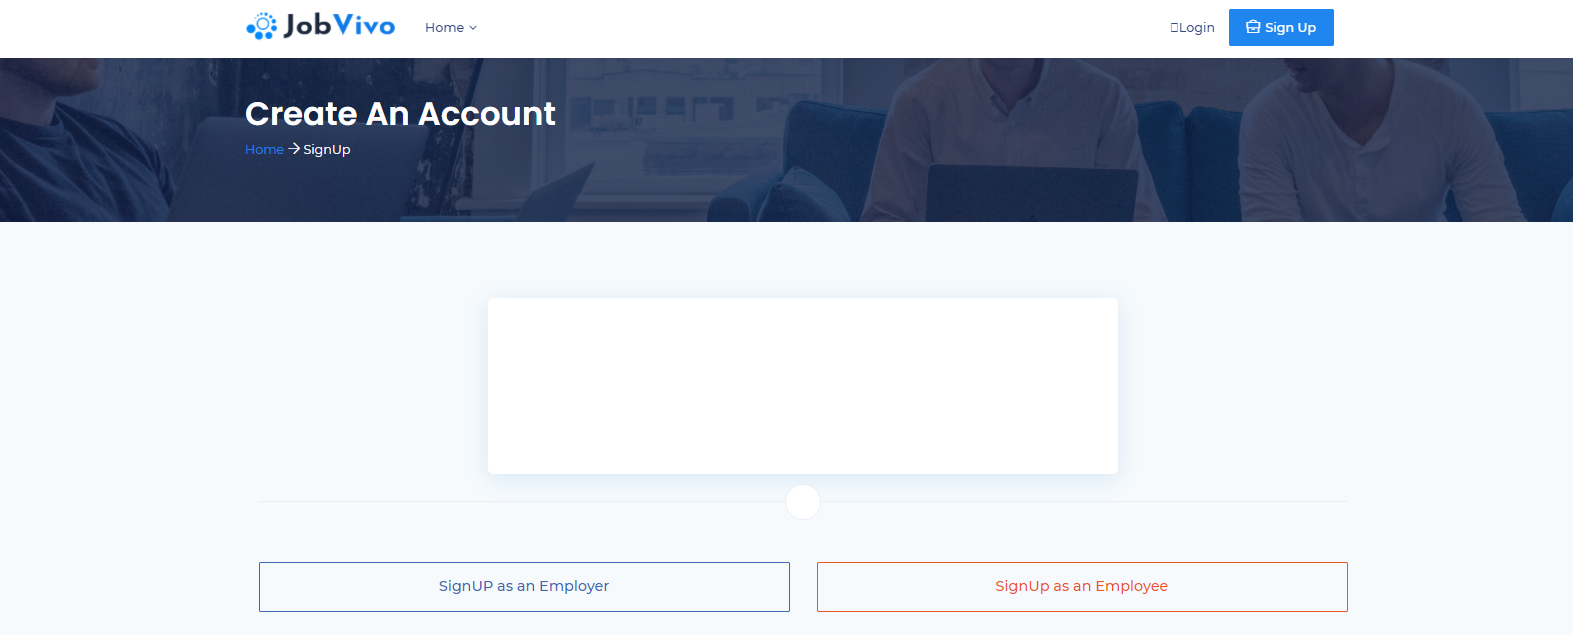 JobVivo
Home
Login
Sign Up
Create An Account
Home → SignUp
SignUP as an Employer
SignUp as an Employee